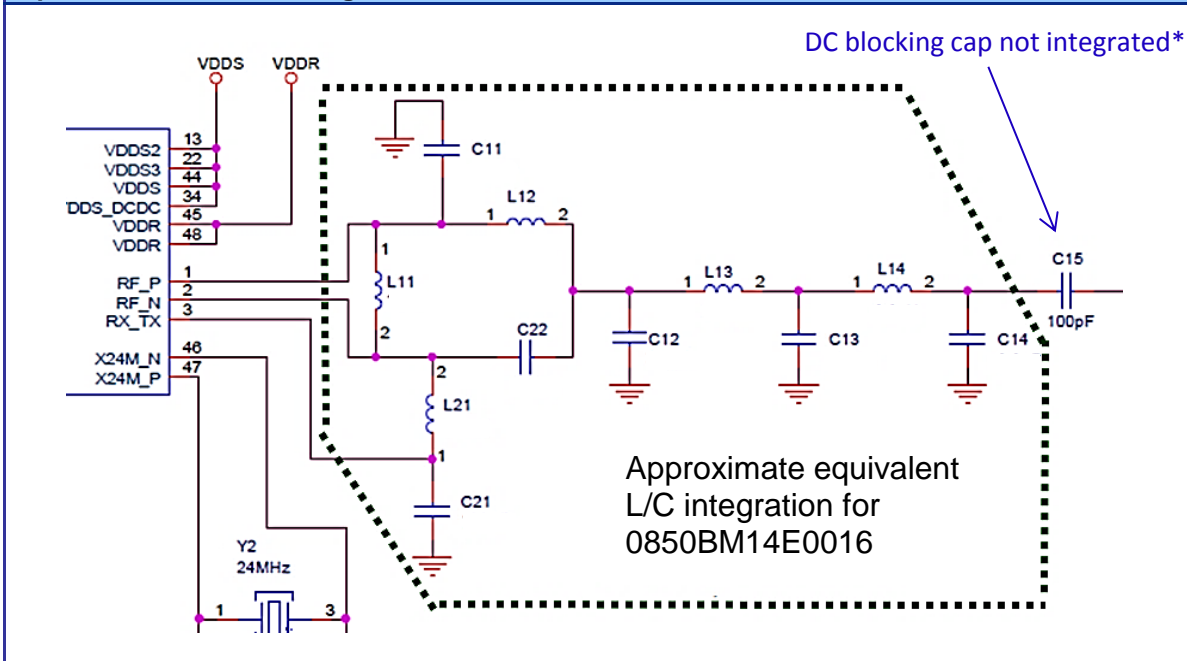 DC blocking cap not integrated*
VDDS
VDDR
VDDS2
13
VDDS3
22
VDDS
44
VDDS_DCDC
34
VDDR
45
VDDR
48
RF_P
1
RF_N
2
RX_TX
3
X24M_N
46
X24M_P
47
C11
1
L12
2
1
L11
2
C22
2
L21
1
C21
C12
1
L13
2
C13
1
L14
2
C14
C15
100pF
Y2
24MHz
1
3
Approximate equivalent
L/C integration for
0850BM14E0016